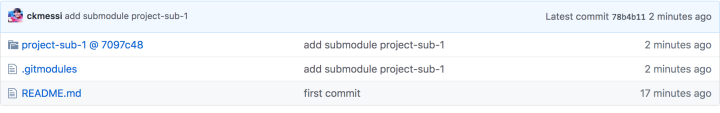 ckmessi add submodule project-sub-1 Latest commit 78b4b11 2 minutes ago
project-sub-1 @ 7097c48 add submodule project-sub-1 2 minutes ago
.gitmodules add submodule project-sub-1 2 minutes ago
README.md first commit 17 minutes ago